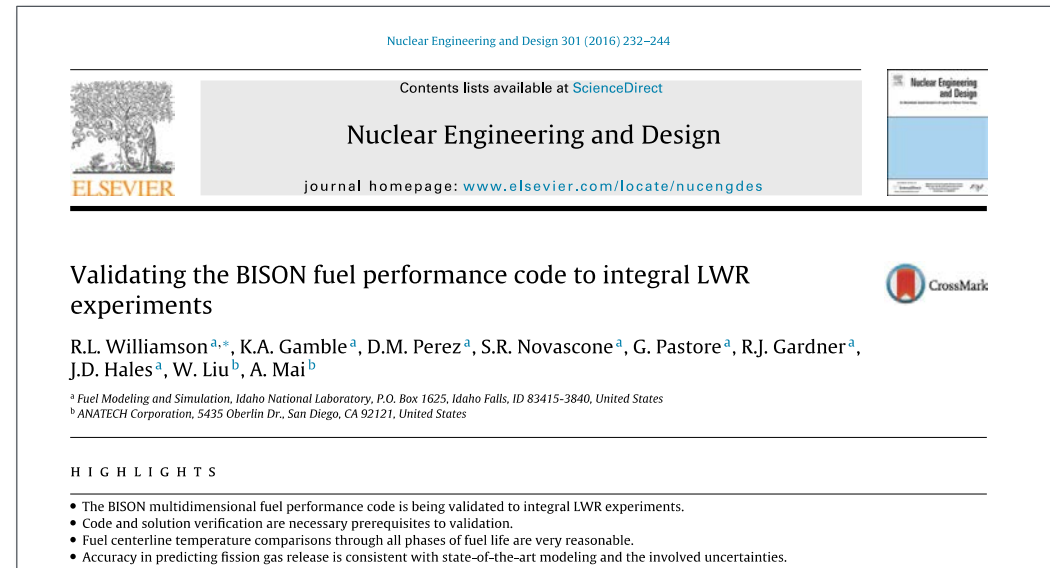 Nuclear Engineering and Design 301 (2016) 232–244
Contents lists available at ScienceDirect
Nuclear Engineering and Design
journal homepage: www.elsevier.com/locate/nucengdes
ELSEVIER
Nuclear Engineering
and Design
Validating the BISON fuel performance code to integral LWR
experiments
CrossMark
R.L. Williamson a,*, K.A. Gamble a, D.M. Perez a, S.R. Novascone a, G. Pastore a, R.J. Gardner a,
J.D. Hales a, W. Liu b, A. Mai b
a Fuel Modeling and Simulation, Idaho National Laboratory, P.O. Box 1625, Idaho Falls, ID 83415-3840, United States
b ANATECH Corporation, 5435 Oberlin Dr., San Diego, CA 92121, United States
H I G H L I G H T S
• The BISON multidimensional fuel performance code is being validated to integral LWR experiments.
• Code and solution verification are necessary prerequisites to validation.
• Fuel centerline temperature comparisons through all phases of fuel life are very reasonable.
• Accuracy in predicting fission gas release is consistent with state-of-the-art modeling and the involved uncertainties.